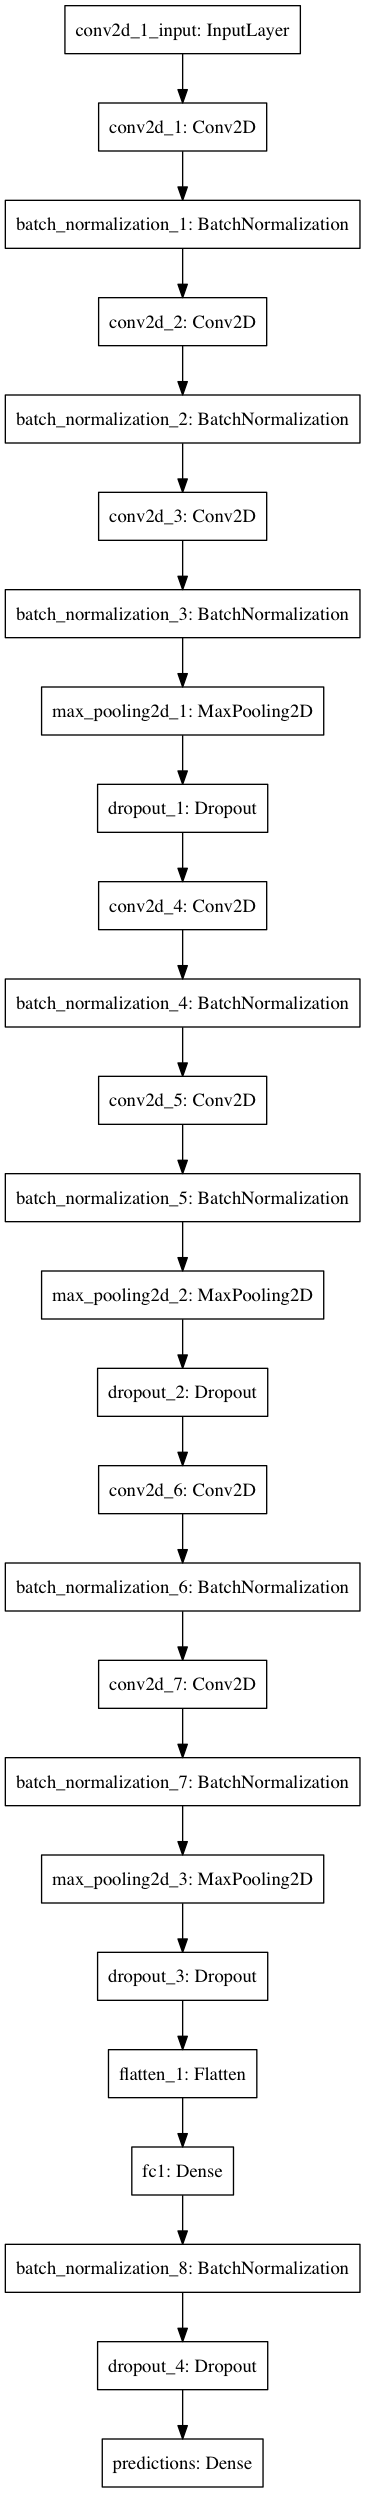 conv2d_1_input: InputLayer
conv2d_1: Conv2D
batch_normalization_1: BatchNormalization
conv2d_2: Conv2D
batch_normalization_2: BatchNormalization
conv2d_3: Conv2D
batch_normalization_3: BatchNormalization
max_pooling2d_1: MaxPooling2D
dropout_1: Dropout
conv2d_4: Conv2D
batch_normalization_4: BatchNormalization
conv2d_5: Conv2D
batch_normalization_5: BatchNormalization
max_pooling2d_2: MaxPooling2D
dropout_2: Dropout
conv2d_6: Conv2D
batch_normalization_6: BatchNormalization
conv2d_7: Conv2D
batch_normalization_7: BatchNormalization
max_pooling2d_3: MaxPooling2D
dropout_3: Dropout
flatten_1: Flatten
fc1: Dense
batch_normalization_8: BatchNormalization
dropout_4: Dropout
predictions: Dense